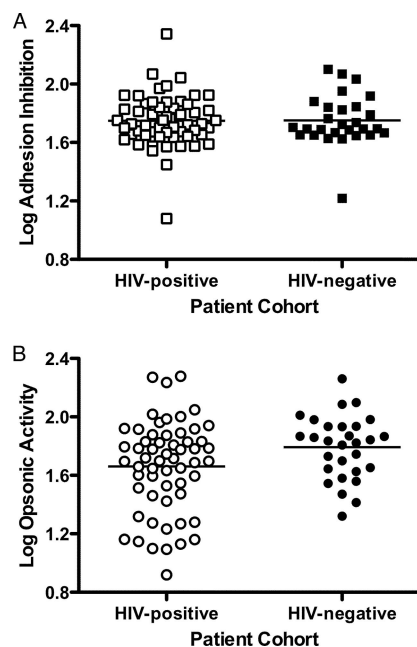 A
Log Adhesion Inhibition
2.4
2.0
1.6
1.2
0.8
HIV-positive HIV-negative
Patient Cohort
B
Log Opsonic Activity
2.4
2.0
1.6
1.2
0.8
HIV-positive HIV-negative
Patient Cohort